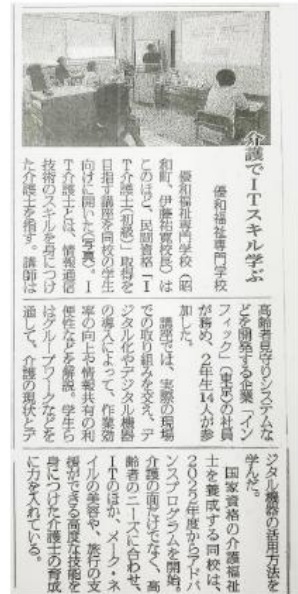 介護でITスキル学ぶ
優和福祉専門学校
優和福祉専門学校（昭
和町、伊藤祐寛校長）は
このほど、民間資格「I
T介護士（初級）」取得を
目指す講座を同校の学生
向けに開いた＝写真。I
T介護士とは、情報通信
技術のスキルを身につけ
た介護士を指す。講師は
高齢者見守りシステムな
どを開発する企業「イン
フィック」（東京）の社員
が務め、2年生14人が参
加した。
講座では、実際の現場
での取り組みを交え、デ
ジタル化やデジタル機器
の導入によって、作業効
率の向上や情報共有の利
便性などを解説。学生ら
はグループワークなどを
通して、介護の現状とデ
ジタル機器の活用方法を
学んだ。
国家資格の介護福祉
士を養成する同校は、
2025年度からアドバ
ンスプログラムを開始。
介護の面だけでなく、高
齢者のニーズに合わせ、
ITのほか、メーク・ネ
イルの美容や、旅行の支
援ができる高度な技能を
身につけた介護士の育成
に力を入れている。